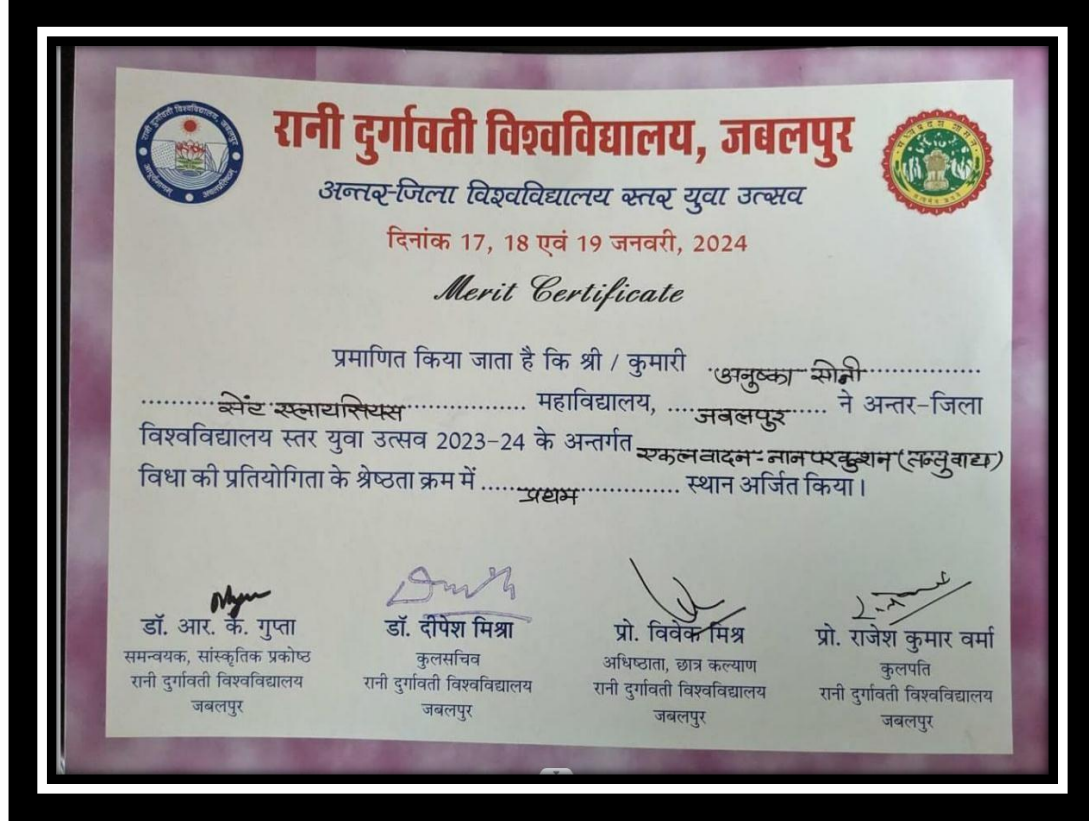 रानी दुर्गावती विश्वविद्यालय, जबलपुर
अन्तर-जिला विश्वविद्यालय स्तर युवा उत्सव
दिनांक 17, 18 एवं 19 जनवरी, 2024
Merit Certificate
प्रमाणित किया जाता है कि श्री / कुमारी अनुष्का सोनी
सेंट एलायसियस महाविद्यालय, जबलपुर ने अन्तर-जिला
विश्वविद्यालय स्तर युवा उत्सव 2023-24 के अन्तर्गत एकल वादन-नानपरकुशन (तन्तुवाद्य)
विधा की प्रतियोगिता के श्रेष्ठता क्रम में प्रथम स्थान अर्जित किया।
डॉ. आर. के. गुप्ता
समन्वयक, सांस्कृतिक प्रकोष्ठ
रानी दुर्गावती विश्वविद्यालय
जबलपुर
डॉ. दीपेश मिश्रा
कुलसचिव
रानी दुर्गावती विश्वविद्यालय
जबलपुर
प्रो. विवेक मिश्र
अधिष्ठाता, छात्र कल्याण
रानी दुर्गावती विश्वविद्यालय
जबलपुर
प्रो. राजेश कुमार वर्मा
कुलपति
रानी दुर्गावती विश्वविद्यालय
जबलपुर